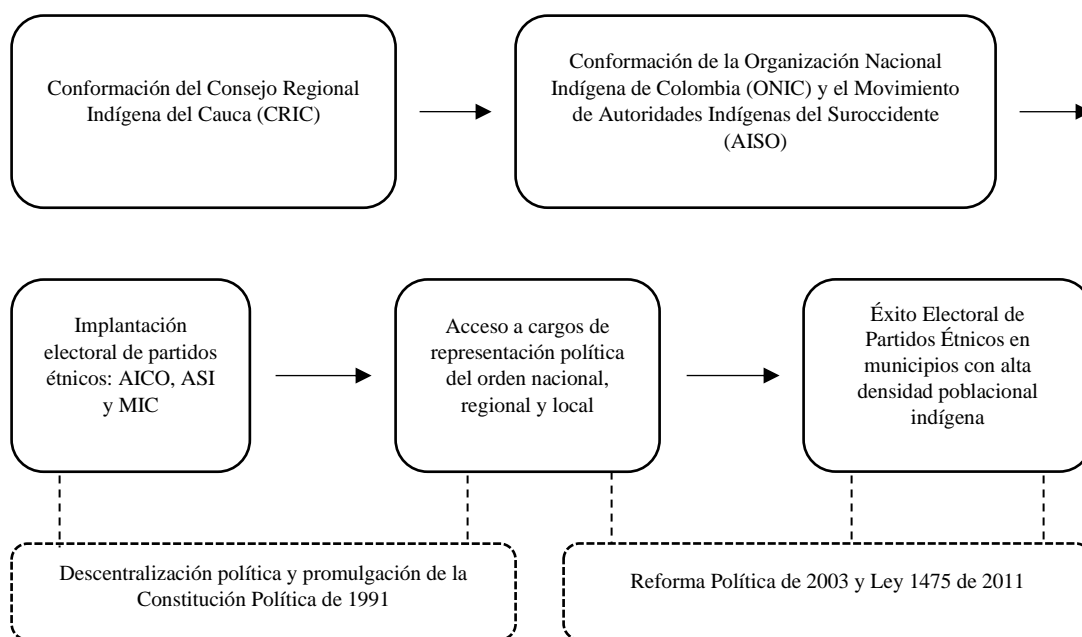 Conformación del Consejo Regional
Indígena del Cauca (CRIC)
Conformación de la Organización Nacional
Indígena de Colombia (ONIC) y el Movimiento
de Autoridades Indígenas del Suroccidente
(AISO)
Implantación
electoral de partidos
étnicos: AICO, ASI
y MIC
Acceso a cargos de
representación política
del orden nacional,
regional y local
Éxito Electoral de
Partidos Étnicos en
municipios con alta
densidad poblacional
indígena
Descentralización política y promulgación de la
Constitución Política de 1991
Reforma Política de 2003 y Ley 1475 de 2011